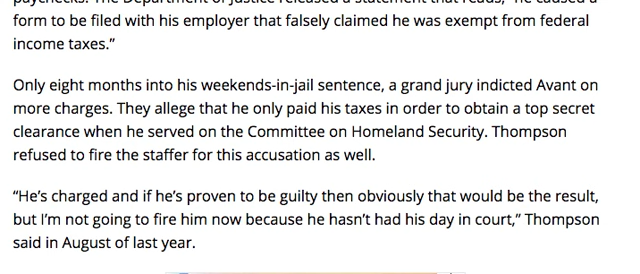 form to be filed with his employer that falsely claimed he was exempt from federal
income taxes.”
Only eight months into his weekends-in-jail sentence, a grand jury indicted Avant on
more charges. They allege that he only paid his taxes in order to obtain a top secret
clearance when he served on the Committee on Homeland Security. Thompson
refused to fire the staffer for this accusation as well.
“He’s charged and if he’s proven to be guilty then obviously that would be the result,
but I’m not going to fire him now because he hasn’t had his day in court,” Thompson
said in August of last year.